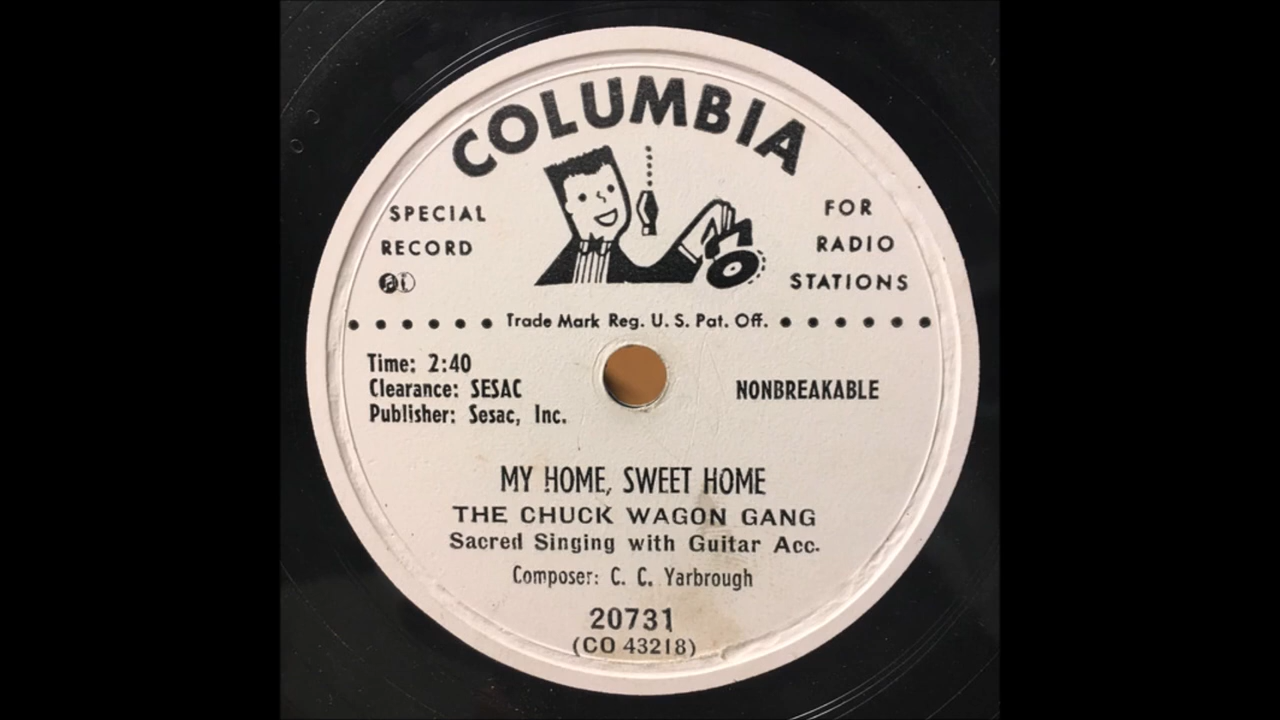 COLUMBIA
SPECIAL
RECORD
FOR
RADIO
STATIONS
Trade Mark Reg. U. S. Pat. Off.
Time: 2:40
Clearance: SESAC
Publisher: Sesac, Inc.
NONBREAKABLE
MY HOME, SWEET HOME
THE CHUCK WAGON GANG
Sacred Singing with Guitar Acc.
Composer: C. C. Yarbrough
20731
(CO 43218)